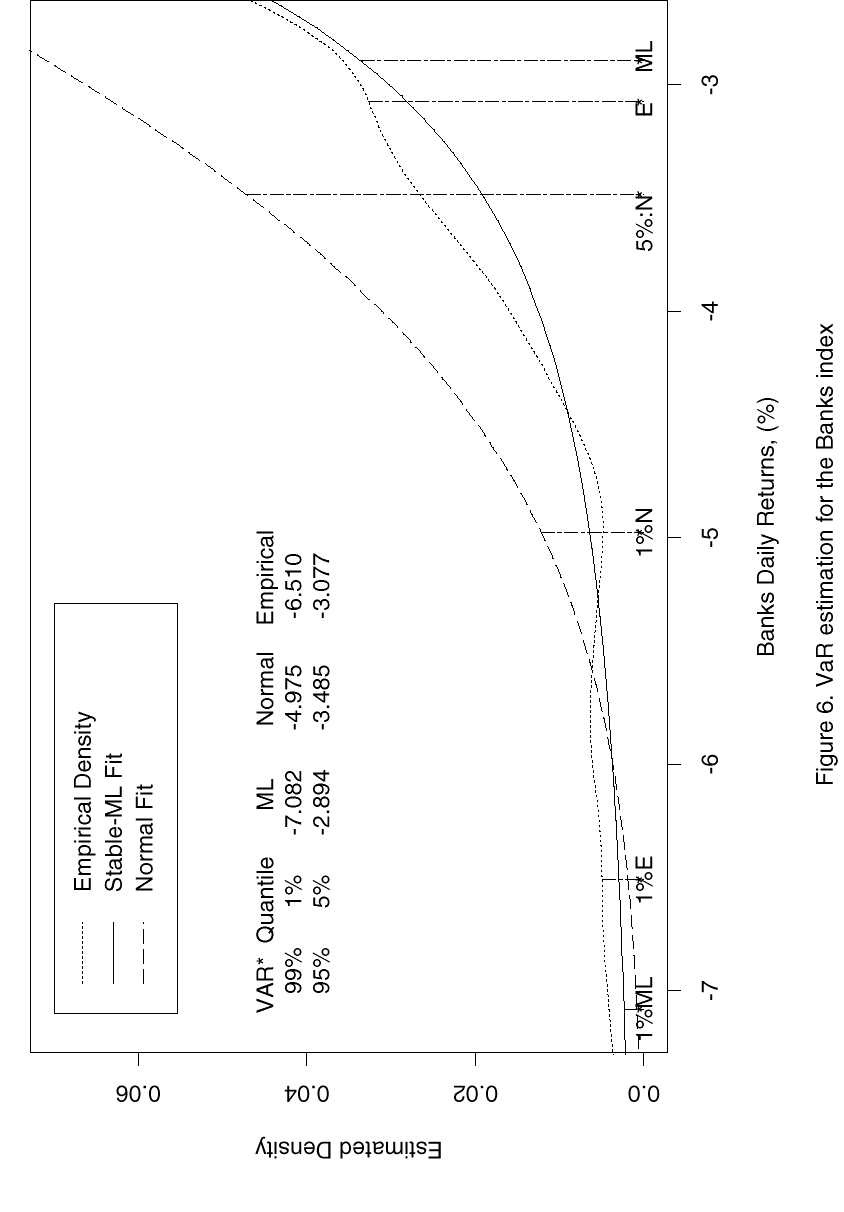 Empirical Density
Stable-ML Fit
Normal Fit
VAR* Quantile ML Normal Empirical
99% 1% -7.082 -4.975 -6.510
95% 5% -2.894 -3.485 -3.077
Estimated Density
0.06
0.04
0.02
0.0
1%ML 1%E 1%N 5%:N* E* ML
-7 -6 -5 -4 -3
Banks Daily Returns, (%)
Figure 6. VaR estimation for the Banks index